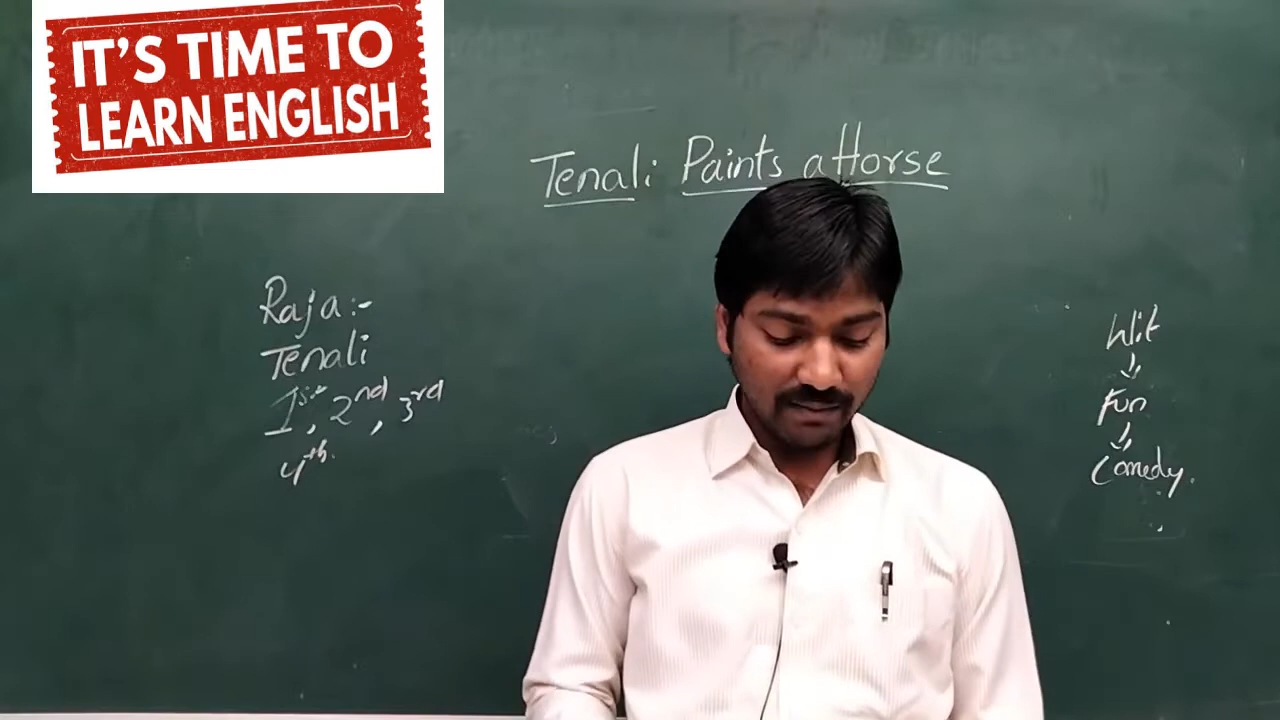 IT'S TIME TO
LEARN ENGLISH
Tenali Paints a Horse
Raja:-
Tenali
1st, 2nd, 3rd
4th.
Wit
Fun
Comedy.